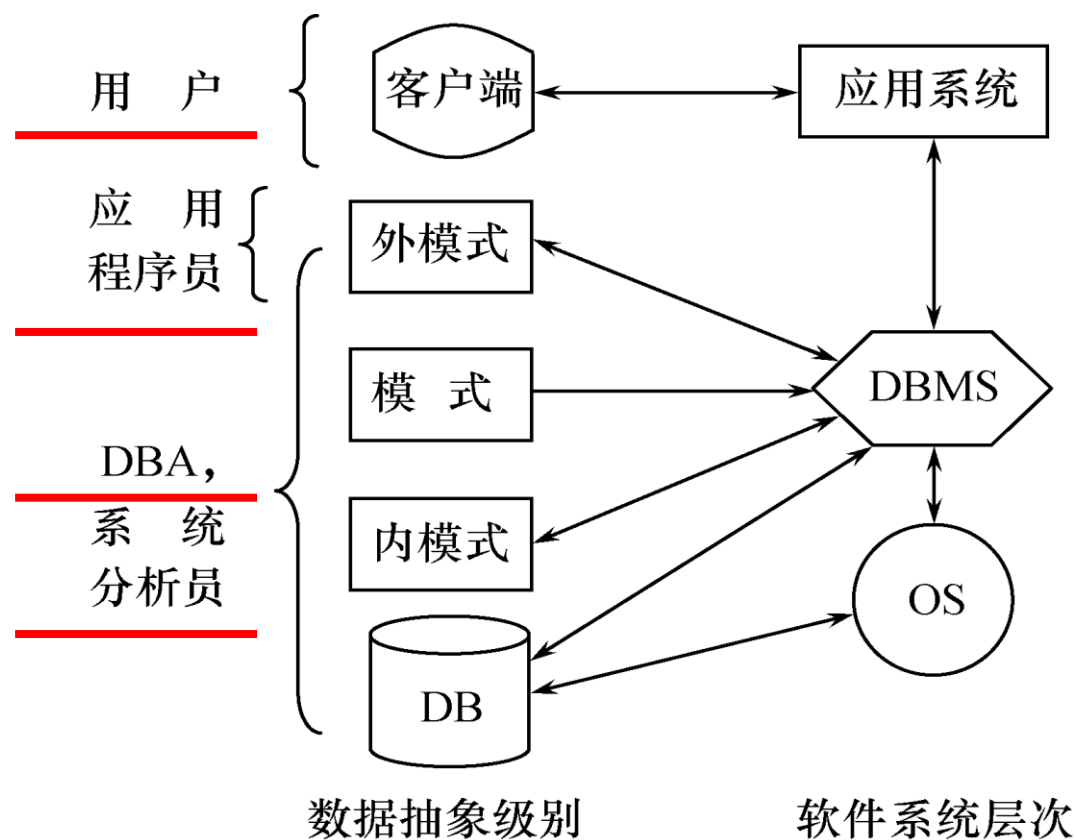 用 户
客户端
应用系统
应 用
程序员
外模式
模 式
DBMS
DBA，
系 统
分析员
内模式
OS
DB
数据抽象级别
软件系统层次